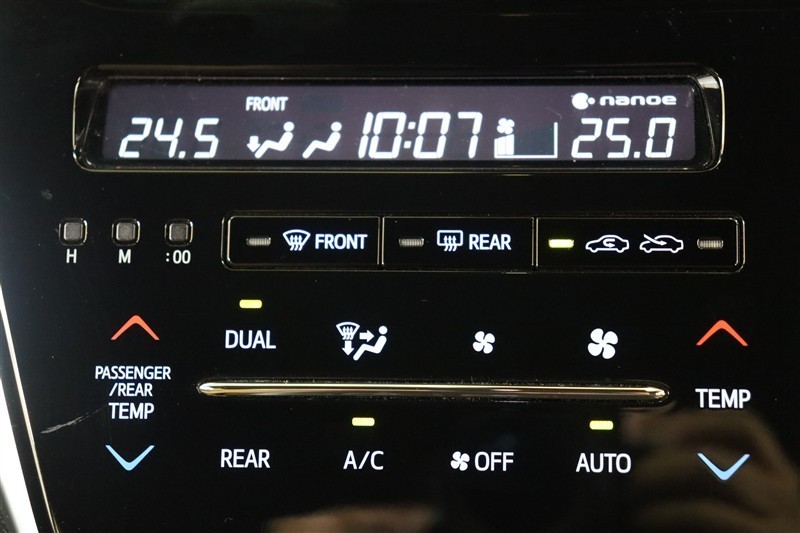 FRONT
nanoe
24.5 10:07 25.0
H M :00
FRONT REAR
DUAL
PASSENGER
/REAR
TEMP
TEMP
REAR A/C OFF AUTO